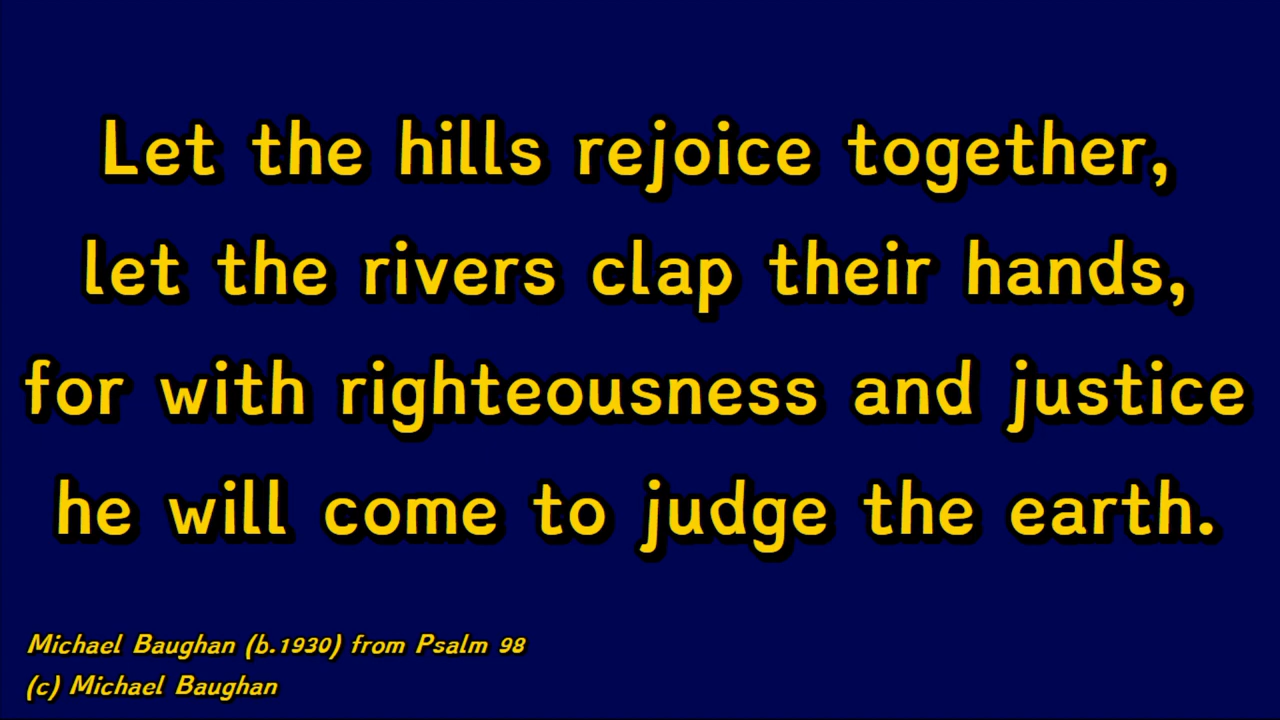 Let the hills rejoice together,
let the rivers clap their hands,
for with righteousness and justice
he will come to judge the earth.
Michael Baughan (b.1930) from Psalm 98
(c) Michael Baughan